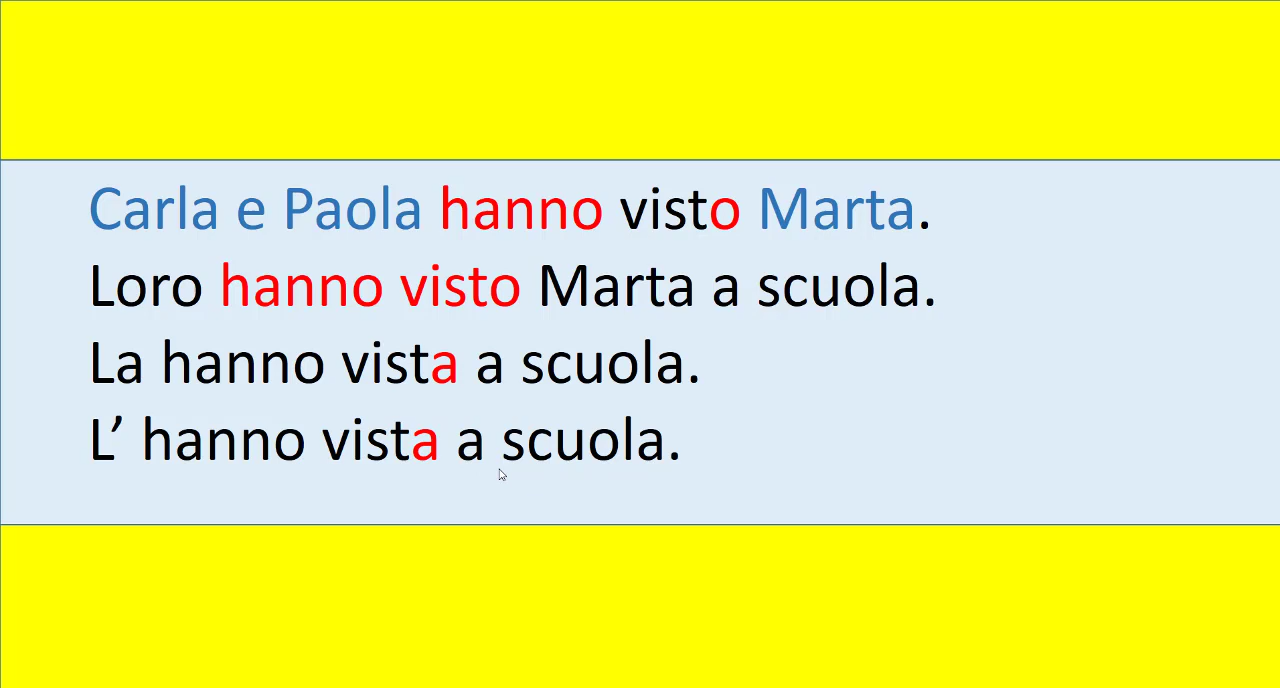 Carla e Paola hanno visto Marta.
Loro hanno visto Marta a scuola.
La hanno vista a scuola.
L’ hanno vista a scuola.